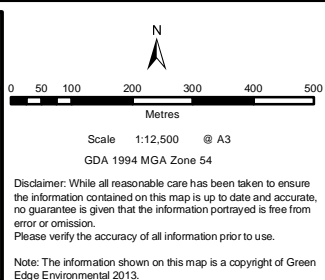 N
0 50 100 200 300 400 500
Metres
Scale 1:12,500 @ A3
GDA 1994 MGA Zone 54
Disclaimer: While all reasonable care has been taken to ensure
the information contained on this map is up to date and accurate,
no guarantee is given that the information portrayed is free from
error or omission.
Please verify the accuracy of all information prior to use.
Note: The information shown on this map is a copyright of Green
Edge Environmental 2013.